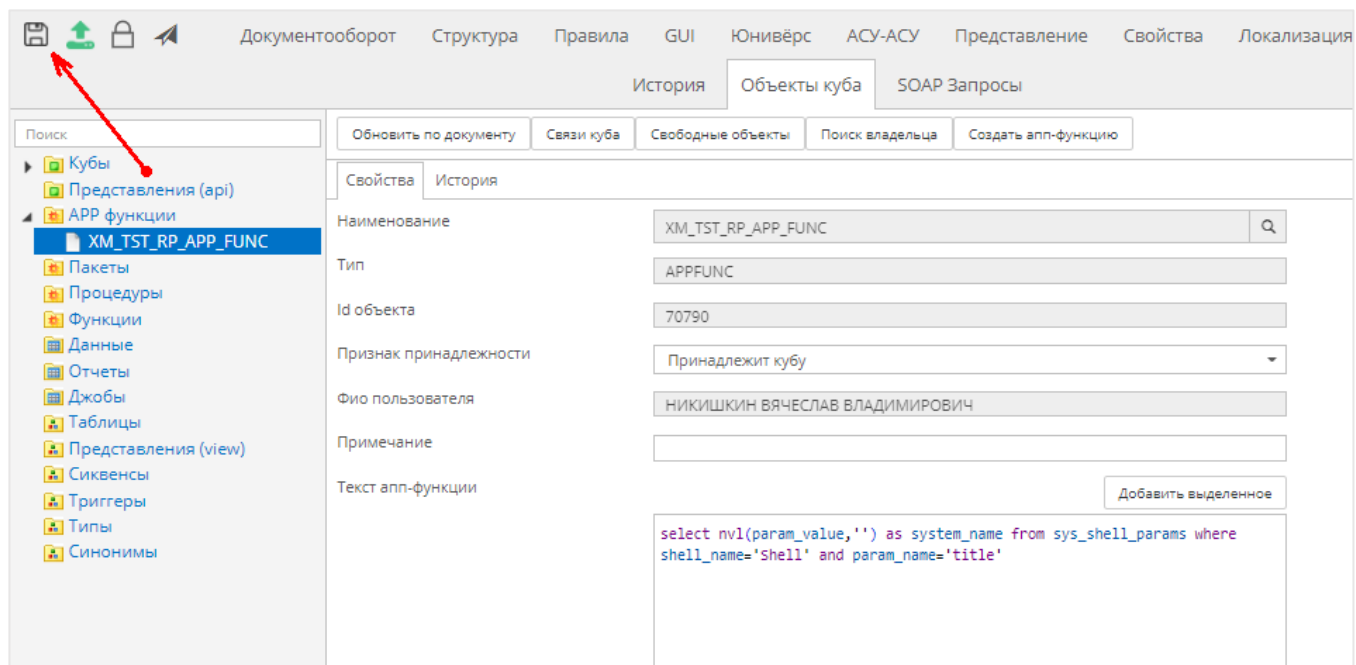 Документооборот Структура Правила GUI Юнивёрс АСУ-АСУ Представление Свойства Локализация
История Объекты куба SOAP Запросы
Поиск
Обновить по документу Связи куба Свободные объекты Поиск владельца Создать апп-функцию
Кубы
Представления (api)
APP функции
XM_TST_RP_APP_FUNC
Пакеты
Процедуры
Функции
Данные
Отчеты
Джобы
Таблицы
Представления (view)
Сиквенсы
Триггеры
Типы
Синонимы
Свойства История
Наименование XM_TST_RP_APP_FUNC
Тип APPFUNC
Id объекта 70790
Признак принадлежности Принадлежит кубу
Фио пользователя НИКИШКИН ВЯЧЕСЛАВ ВЛАДИМИРОВИЧ
Примечание
Текст апп-функции Добавить выделенное
select nvl(param_value,'') as system_name from sys_shell_params where
shell_name='Shell' and param_name='title'